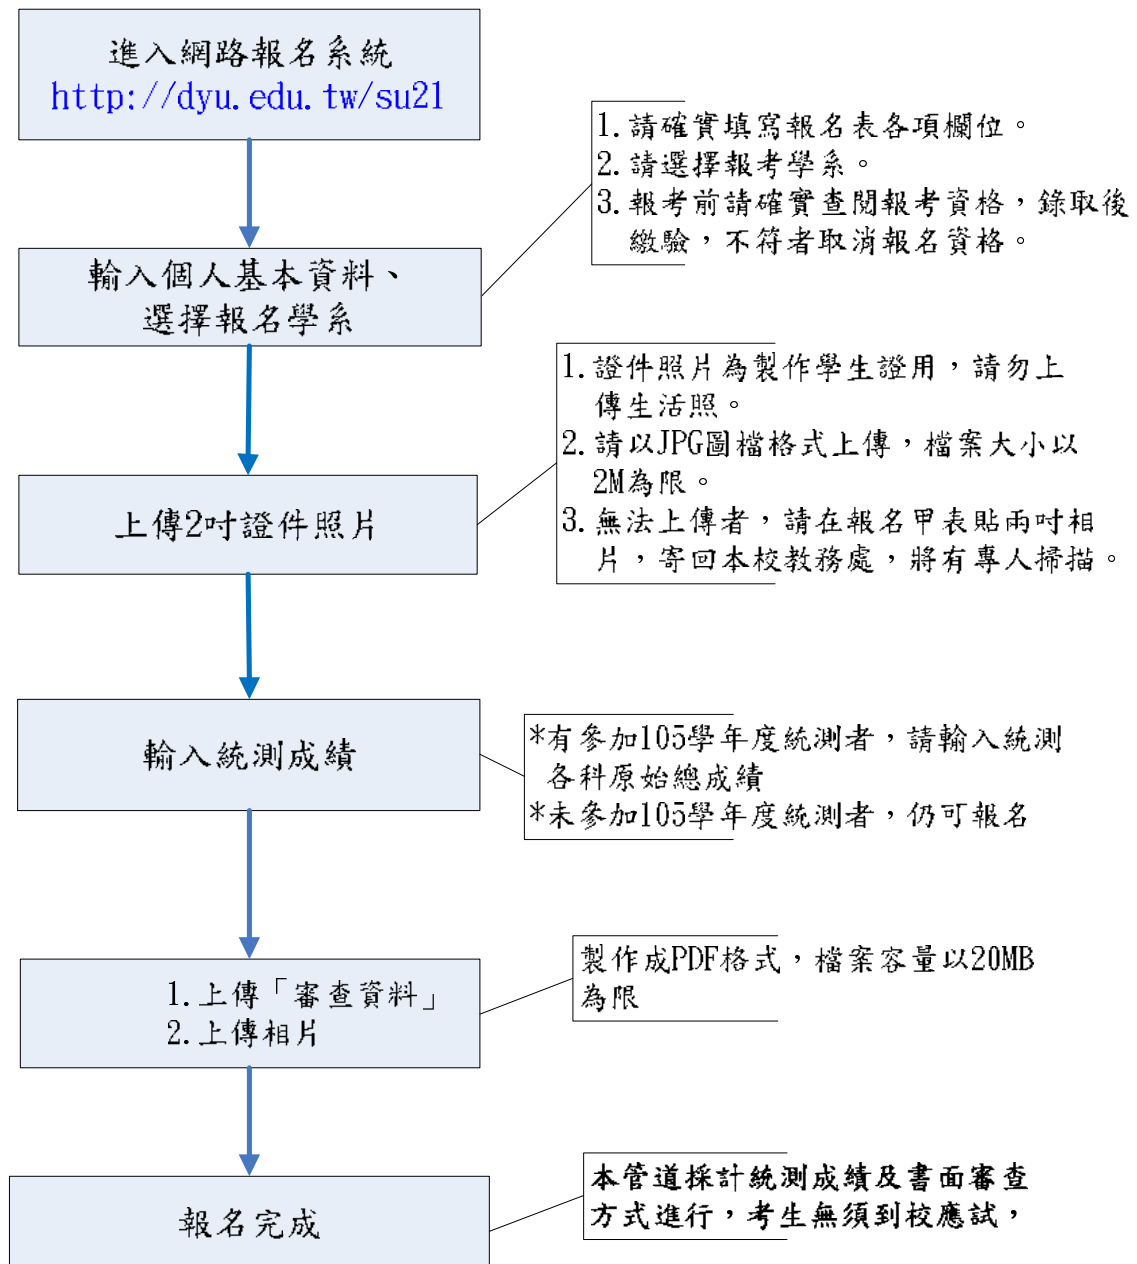 進入網路報名系統
http://dyu.edu.tw/su21
1.請確實填寫報名表各項欄位。
2.請選擇報考學系。
3.報考前請確實查閱報考資格，錄取後
繳驗，不符者取消報名資格。
輸入個人基本資料、
選擇報名學系
1.證件照片為製作學生證用，請勿上
傳生活照。
2.請以JPG圖檔格式上傳，檔案大小以
2M為限。
3.無法上傳者，請在報名甲表貼兩吋相
片，寄回本校教務處，將有專人掃描。
上傳2吋證件照片
*有參加105學年度統測者，請輸入統測
各科原始總成績
*未參加105學年度統測者，仍可報名
輸入統測成績
製作成PDF格式，檔案容量以20MB
為限
1.上傳「審查資料」
2.上傳相片
本管道採計統測成績及書面審查
方式進行，考生無須到校應試，
報名完成